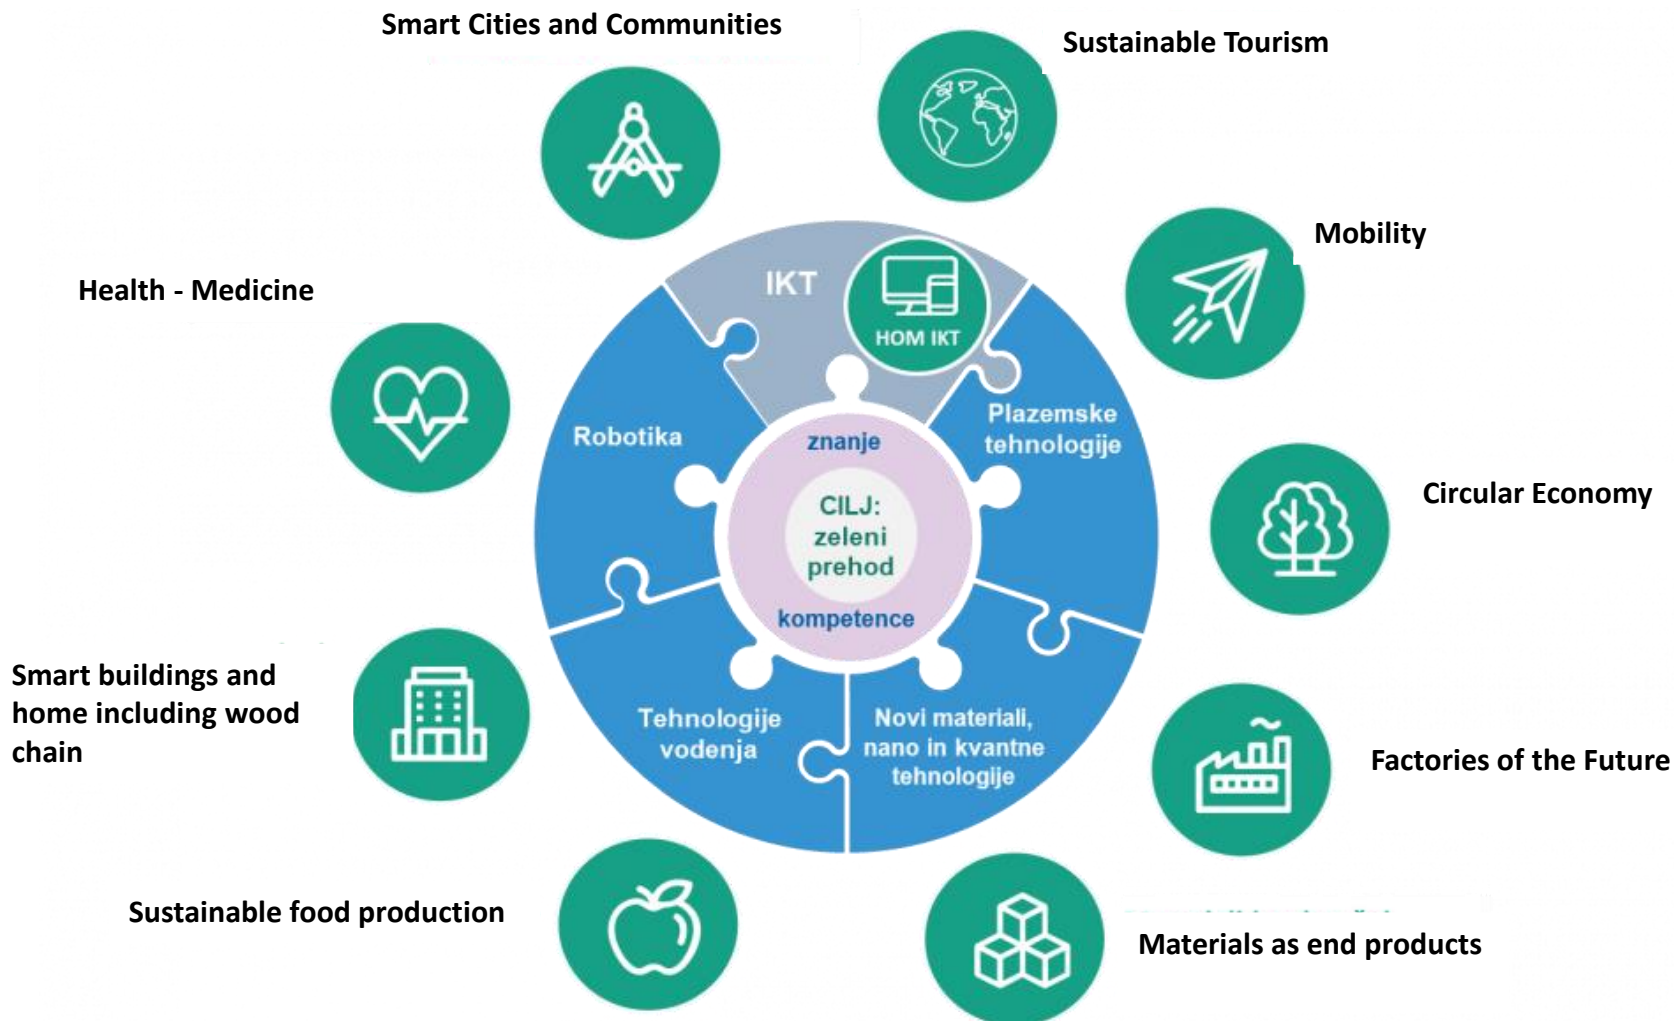 Smart Cities and Communities
Sustainable Tourism
Mobility
Health - Medicine
IKT
HOM IKT
Robotika
Plazemske
tehnologije
znanje
CILJ:
zeleni
prehod
kompetence
Circular Economy
Smart buildings and
home including wood
chain
Tehnologije
vodenja
Novi materiali,
nano in kvantne
tehnologije
Factories of the Future
Sustainable food production
Materials as end products